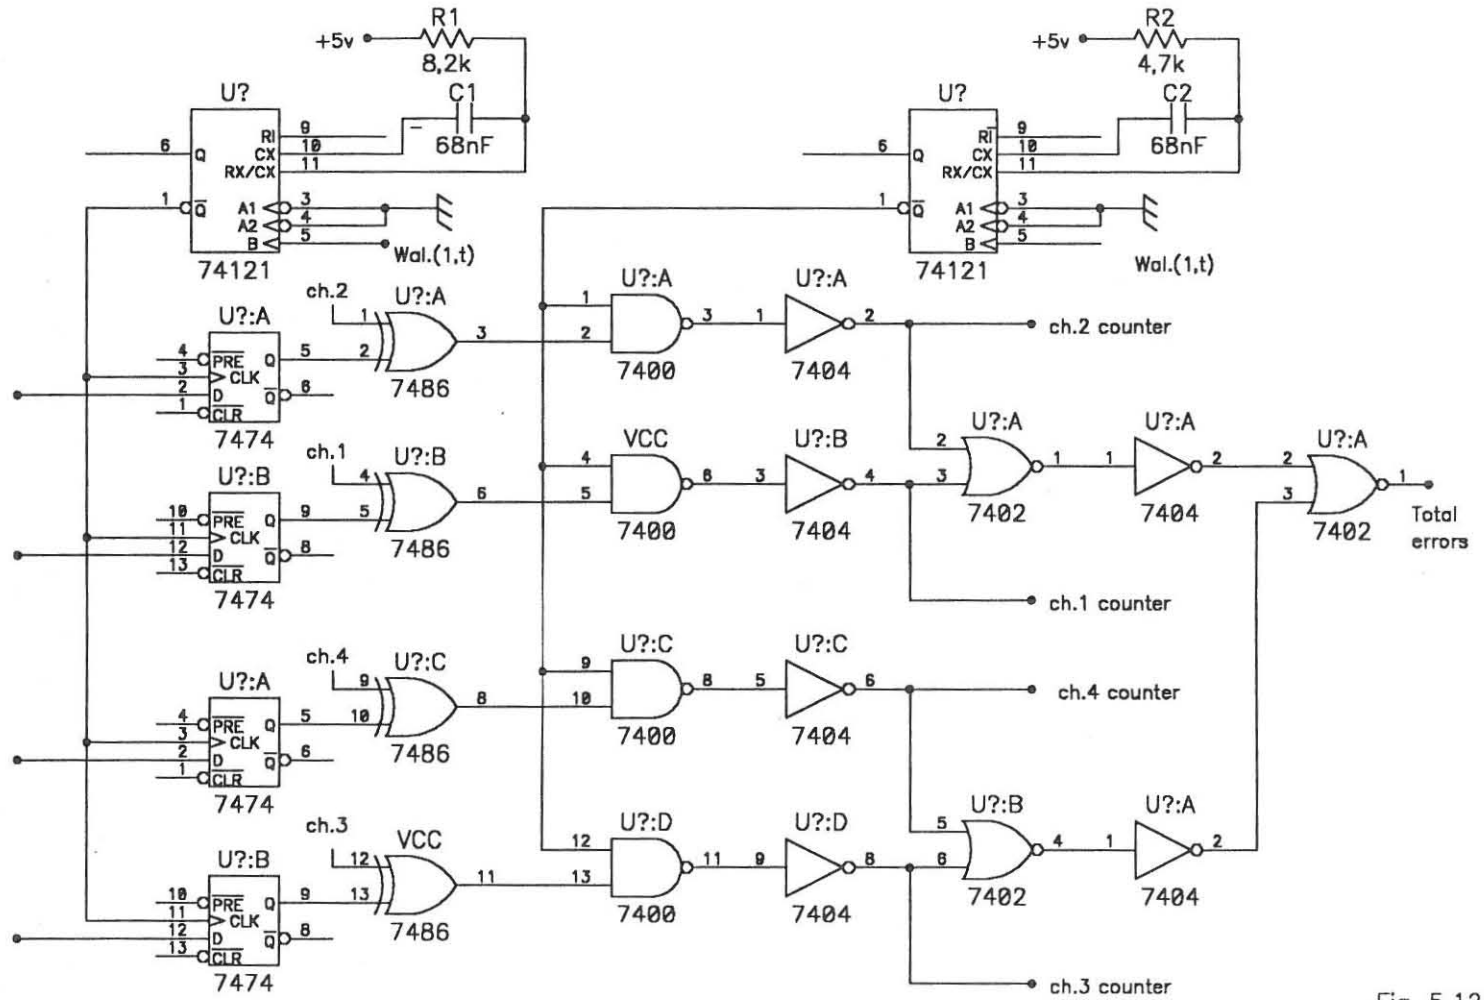 R1
+5v
8,2k
C1
68nF
U?
6 Q
RI 9
CX 10
RX/CX 11
1 Q
A1 3
A2 4
B 5
Wal.(1,t)
74121
R2
+5v
4,7k
C2
68nF
U?
6 Q
RI 9
CX 10
RX/CX 11
1 Q
A1 3
A2 4
B 5
Wal.(1,t)
74121
ch.2
U?:A
1
2
3
7486
U?:A
4 PRE Q 5
3 CLK
2 D Q 6
1 CLR
7474
U?:A
1
2
3
7400
U?:A
1 2
7404
ch.2 counter
ch.1
U?:B
4
5
6
7486
U?:B
10 PRE Q 9
11 CLK
12 D Q 8
13 CLR
7474
VCC
4
5
6
7400
U?:B
3 4
7404
U?:A
2
3
1
7402
U?:A
1 2
7404
U?:A
2
3
1
7402
Total
errors
ch.1 counter
ch.4
U?:C
9
10
8
7486
U?:A
4 PRE Q 5
3 CLK
2 D Q 6
1 CLR
7474
U?:C
9
10
8
7400
U?:C
5 6
7404
ch.4 counter
ch.3
VCC
12
13
11
7486
U?:B
10 PRE Q 9
11 CLK
12 D Q 8
13 CLR
7474
U?:D
12
13
11
7400
U?:D
9 8
7404
U?:B
5
6
4
7402
U?:A
1 2
7404
ch.3 counter